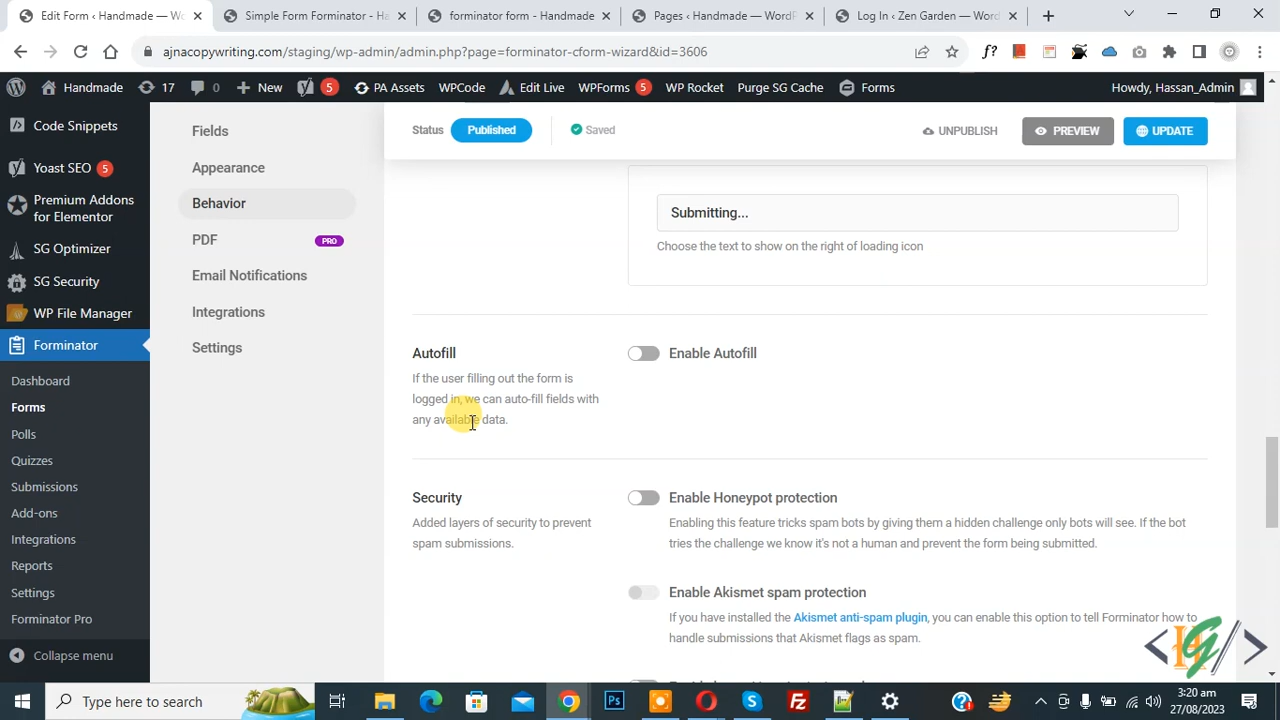 Edit Form ‹ Handmade — Wo
Simple Form Forminator - Ha
forminator form - Handmade
Pages ‹ Handmade — WordP
Log In ‹ Zen Garden — Word
ajnacopywriting.com/staging/wp-admin/admin.php?page=forminator-cform-wizard&id=3606
f?
Handmade
17
0
New
5
PA Assets
WPCode
Edit Live
WPForms
5
WP Rocket
Purge SG Cache
Forms
Howdy, Hassan_Admin
Code Snippets
Yoast SEO
5
Premium Addons
for Elementor
SG Optimizer
SG Security
WP File Manager
Forminator
Dashboard
Forms
Polls
Quizzes
Submissions
Add-ons
Integrations
Reports
Settings
Forminator Pro
Collapse menu
Fields
Appearance
Behavior
PDF
PRO
Email Notifications
Integrations
Settings
Status
Published
Saved
UNPUBLISH
PREVIEW
UPDATE
Submitting...
Choose the text to show on the right of loading icon
Autofill
If the user filling out the form is
logged in, we can auto-fill fields with
any available data.
Enable Autofill
Security
Added layers of security to prevent
spam submissions.
Enable Honeypot protection
Enabling this feature tricks spam bots by giving them a hidden challenge only bots will see. If the bot
tries the challenge we know it's not a human and prevent the form being submitted.
Enable Akismet spam protection
If you have installed the Akismet anti-spam plugin, you can enable this option to tell Forminator how to
handle submissions that Akismet flags as spam.
Type here to search
3:20 am
27/08/2023